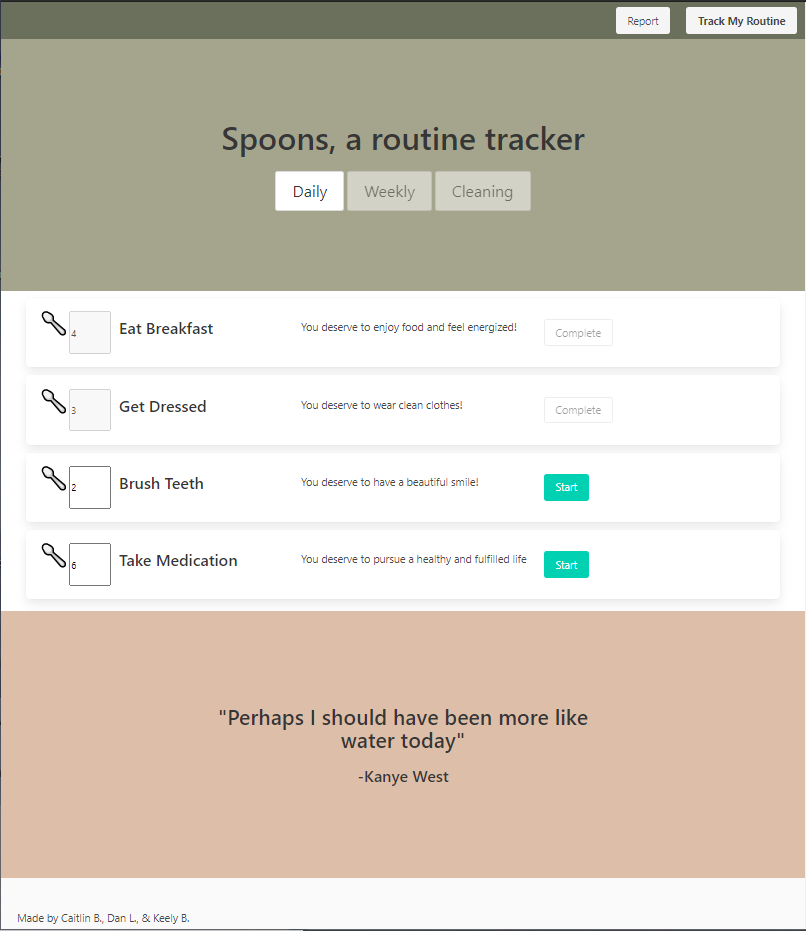 Report Track My Routine
Spoons, a routine tracker
Daily Weekly Cleaning
4 Eat Breakfast You deserve to enjoy food and feel energized! Complete
3 Get Dressed You deserve to wear clean clothes! Complete
2 Brush Teeth You deserve to have a beautiful smile! Start
6 Take Medication You deserve to pursue a healthy and fulfilled life Start
"Perhaps I should have been more like
water today"
-Kanye West
Made by Caitlin B., Dan L., & Keely B.